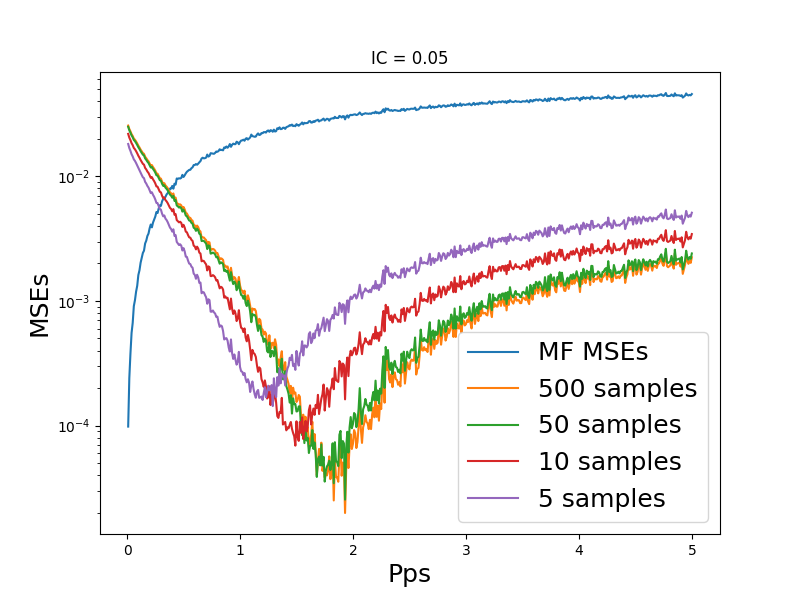 IC = 0.05
MSEs
10⁻²
10⁻³
10⁻⁴
MF MSEs
500 samples
50 samples
10 samples
5 samples
0 1 2 3 4 5
Pps